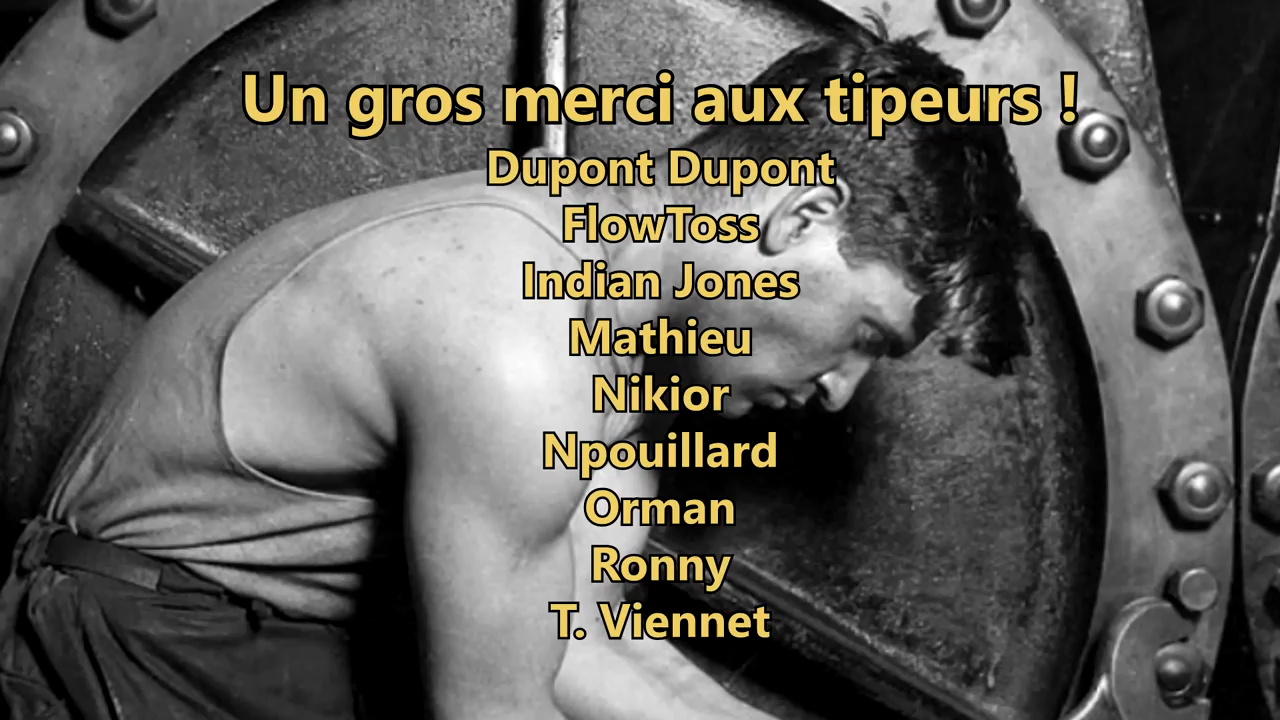 Un gros merci aux tipeurs !
Dupont Dupont
FlowToss
Indian Jones
Mathieu
Nikior
Npouillard
Orman
Ronny
T. Viennet